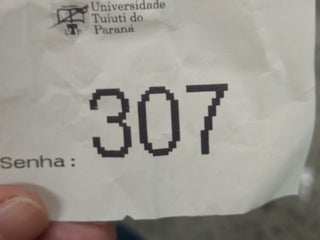 Universidade
Tuiuti do
Paraná
Senha: 307